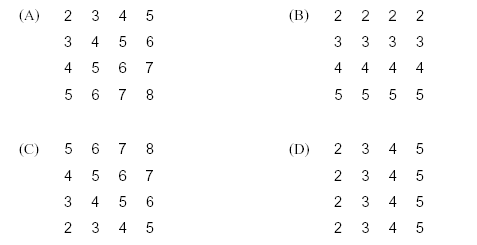 (A) 2 3 4 5
3 4 5 6
4 5 6 7
5 6 7 8
(B) 2 2 2 2
3 3 3 3
4 4 4 4
5 5 5 5
(C) 5 6 7 8
4 5 6 7
3 4 5 6
2 3 4 5
(D) 2 3 4 5
2 3 4 5
2 3 4 5
2 3 4 5